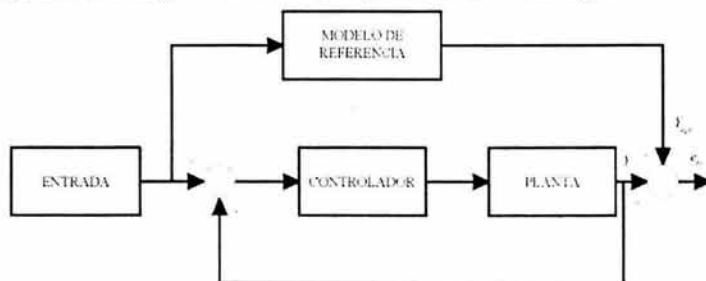 MODELO DE
REFERENCIA
ENTRADA
CONTROLADOR
PLANTA